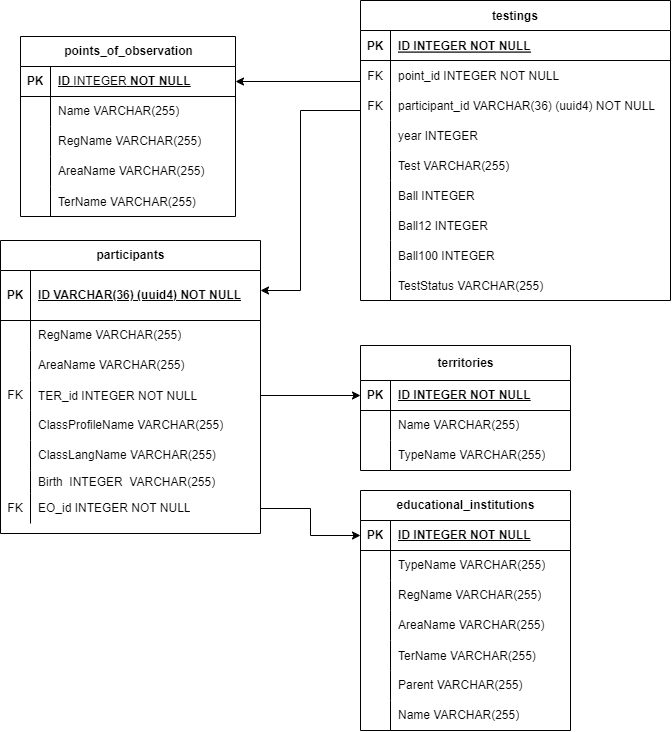 points_of_observation
PK ID INTEGER NOT NULL
Name VARCHAR(255)
RegName VARCHAR(255)
AreaName VARCHAR(255)
TerName VARCHAR(255)
testings
PK ID INTEGER NOT NULL
FK point_id INTEGER NOT NULL
FK participant_id VARCHAR(36) (uuid4) NOT NULL
year INTEGER
Test VARCHAR(255)
Ball INTEGER
Ball12 INTEGER
Ball100 INTEGER
TestStatus VARCHAR(255)
participants
PK ID VARCHAR(36) (uuid4) NOT NULL
RegName VARCHAR(255)
AreaName VARCHAR(255)
FK TER_id INTEGER NOT NULL
ClassProfileName VARCHAR(255)
ClassLangName VARCHAR(255)
Birth INTEGER VARCHAR(255)
FK EO_id INTEGER NOT NULL
territories
PK ID INTEGER NOT NULL
Name VARCHAR(255)
TypeName VARCHAR(255)
educational_institutions
PK ID INTEGER NOT NULL
TypeName VARCHAR(255)
RegName VARCHAR(255)
AreaName VARCHAR(255)
TerName VARCHAR(255)
Parent VARCHAR(255)
Name VARCHAR(255)